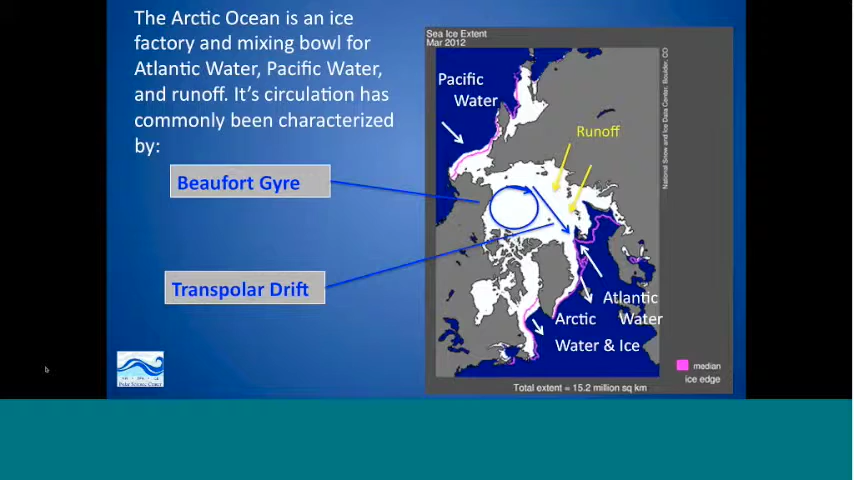 The Arctic Ocean is an ice
factory and mixing bowl for
Atlantic Water, Pacific Water,
and runoff. It's circulation has
commonly been characterized
by:
Beaufort Gyre
Transpolar Drift
Sea Ice Extent
Mar 2012
Pacific
Water
Runoff
National Snow and Ice Data Center, Boulder, CO
Atlantic
Water
Arctic
Water & Ice
median
ice edge
Total extent = 15.2 million sq km
Polar Science Center